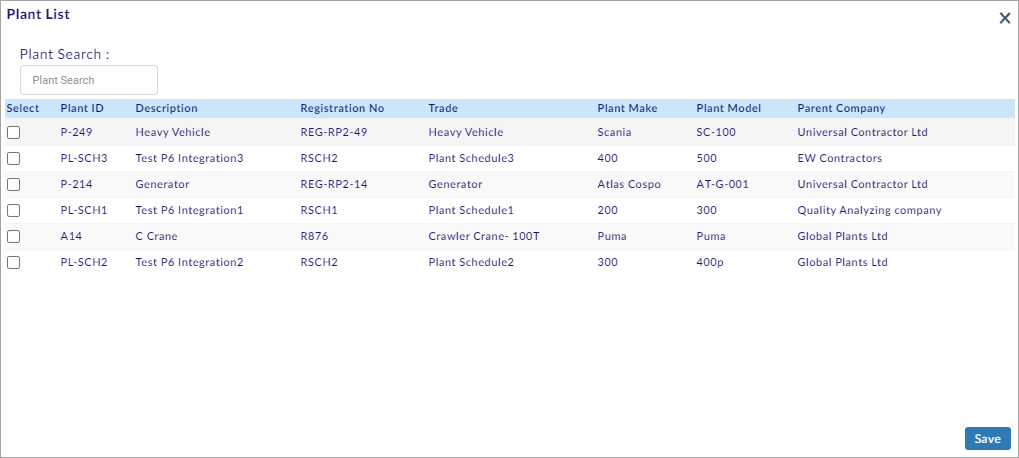 Plant List
Plant Search :
Plant Search
Select Plant ID Description Registration No Trade Plant Make Plant Model Parent Company
P-249 Heavy Vehicle REG-RP2-49 Heavy Vehicle Scania SC-100 Universal Contractor Ltd
PL-SCH3 Test P6 Integration3 RSCH2 Plant Schedule3 400 500 EW Contractors
P-214 Generator REG-RP2-14 Generator Atlas Cospo AT-G-001 Universal Contractor Ltd
PL-SCH1 Test P6 Integration1 RSCH1 Plant Schedule1 200 300 Quality Analyzing company
A14 C Crane R876 Crawler Crane- 100T Puma Puma Global Plants Ltd
PL-SCH2 Test P6 Integration2 RSCH2 Plant Schedule2 300 400p Global Plants Ltd
Save